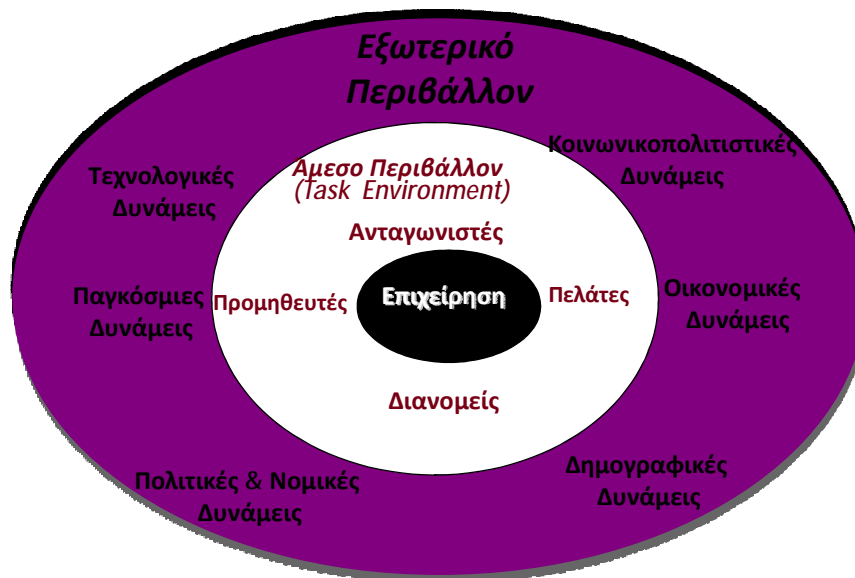 Εξωτερικό
Περιβάλλον
Κοινωνικοπολιτιστικές
Δυνάμεις
Τεχνολογικές
Δυνάμεις
Αμεσο Περιβάλλον
(Task Environment)
Ανταγωνιστές
Παγκόσμιες
Δυνάμεις
Προμηθευτές
Επιχείρηση
Πελάτες
Οικονομικές
Δυνάμεις
Διανομείς
Πολιτικές & Νομικές
Δυνάμεις
Δημογραφικές
Δυνάμεις